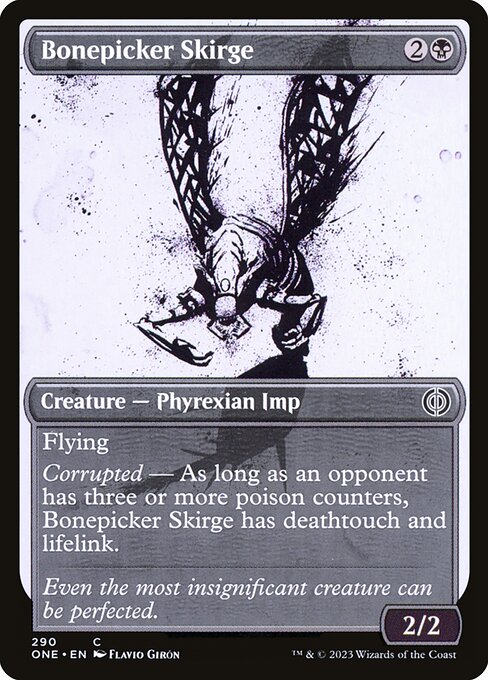 Bonepicker Skirge 2
Creature — Phyrexian Imp
Flying
Corrupted — As long as an opponent
has three or more poison counters,
Bonepicker Skirge has deathtouch and
lifelink.
Even the most insignificant creature can
be perfected.
2/2
290 C
ONE • EN Flavio Girón ™ & © 2023 Wizards of the Coast